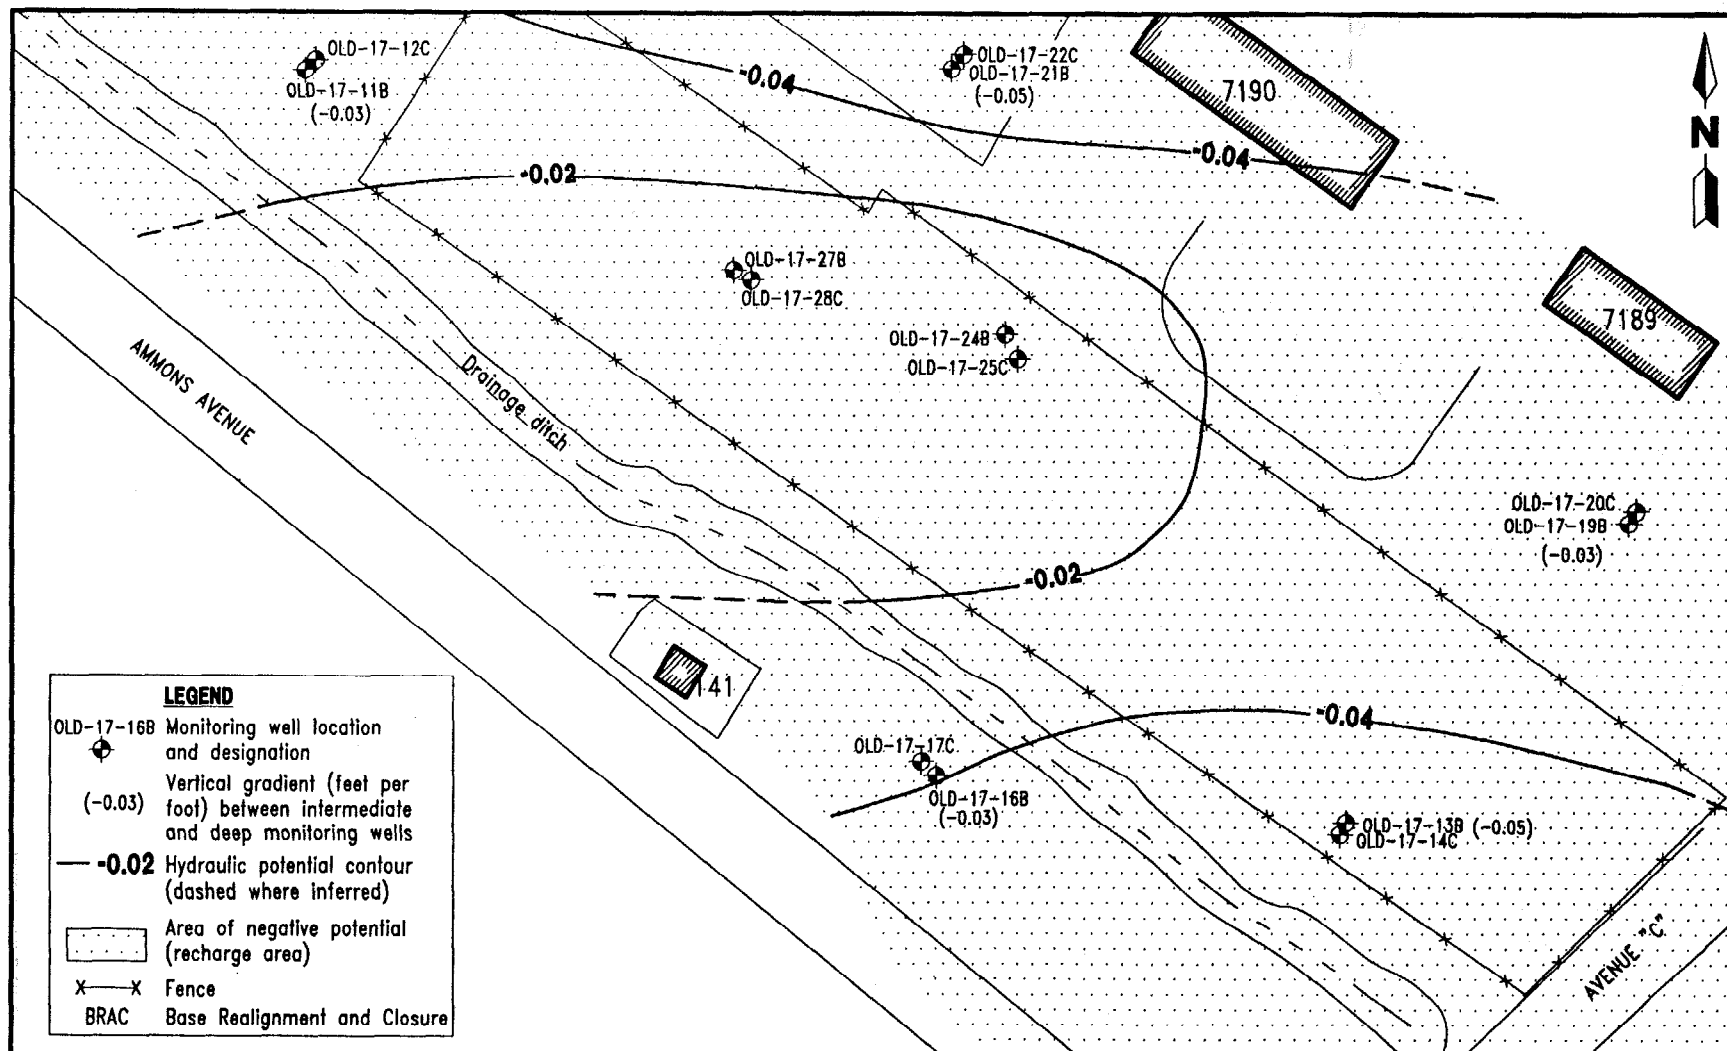 OLD-17-12C
OLD-17-11B
(-0.03)
-0.04
OLD-17-22C
OLD-17-21B
(-0.05)
7190
N
-0.04
-0.02
OLD-17-27B
OLD-17-28C
OLD-17-24B
OLD-17-25C
7189
AMMONS AVENUE
Drainage ditch
OLD-17-20C
OLD-17-19B
(-0.03)
-0.02
141
-0.04
OLD-17-17C
OLD-17-16B
(-0.03)
OLD-17-13B (-0.05)
OLD-17-14C
AVENUE "C"
LEGEND
OLD-17-16B Monitoring well location
and designation
Vertical gradient (feet per
(-0.03) foot) between intermediate
and deep monitoring wells
-0.02 Hydraulic potential contour
(dashed where inferred)
Area of negative potential
(recharge area)
X X Fence
BRAC Base Realignment and Closure